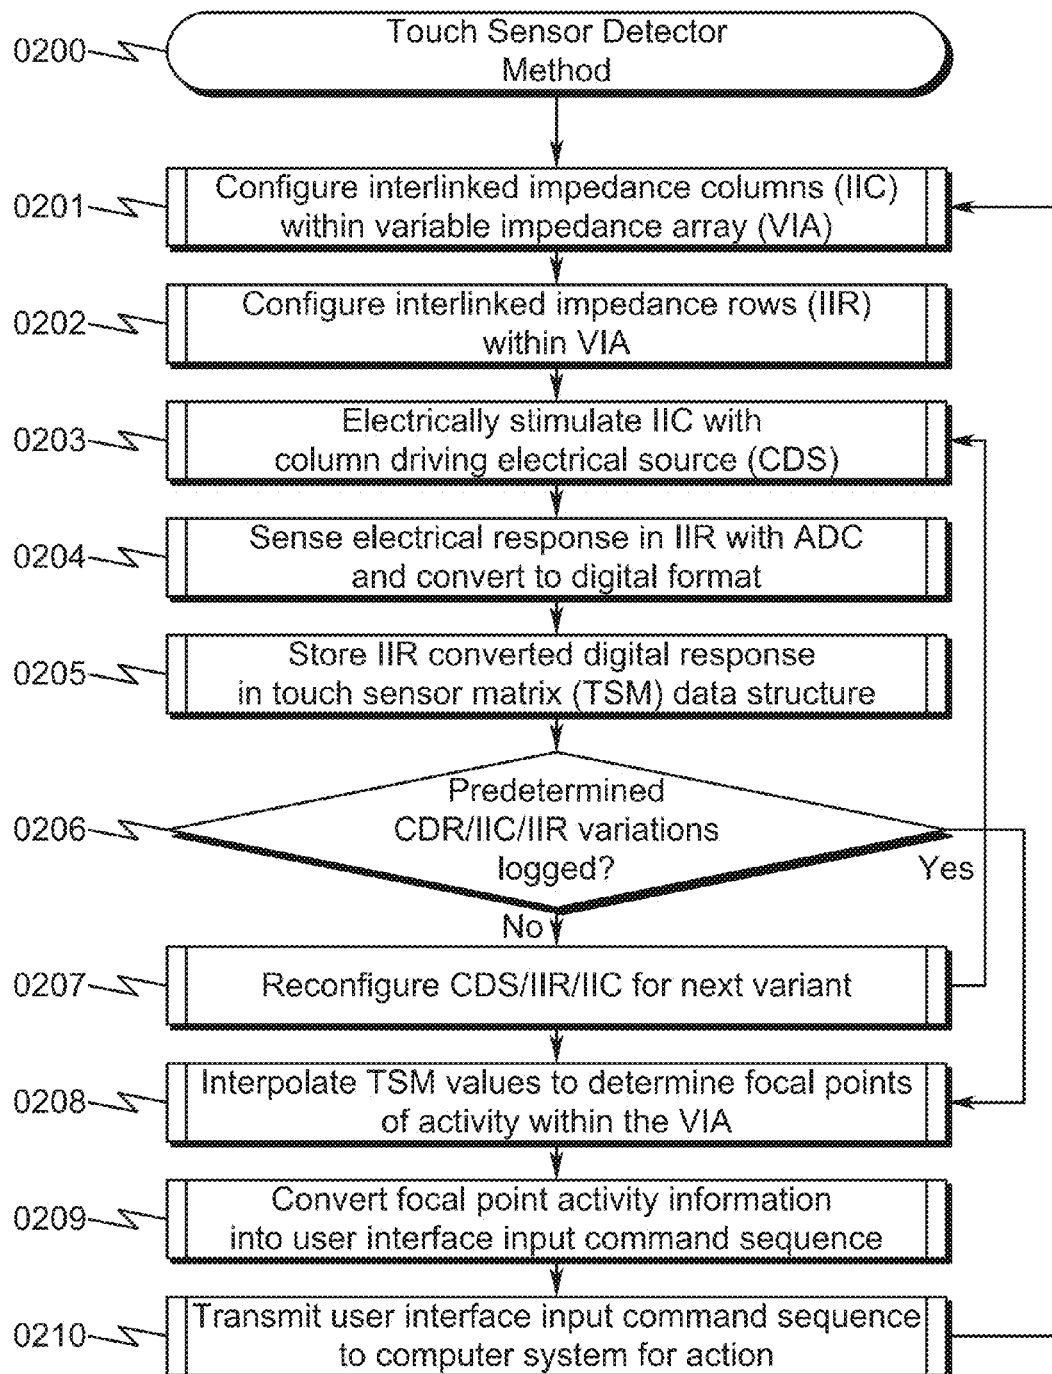 0200
Touch Sensor Detector
Method
0201
Configure interlinked impedance columns (IIC)
within variable impedance array (VIA)
0202
Configure interlinked impedance rows (IIR)
within VIA
0203
Electrically stimulate IIC with
column driving electrical source (CDS)
0204
Sense electrical response in IIR with ADC
and convert to digital format
0205
Store IIR converted digital response
in touch sensor matrix (TSM) data structure
0206
Predetermined
CDR/IIC/IIR variations
logged?
Yes
No
0207
Reconfigure CDS/IIR/IIC for next variant
0208
Interpolate TSM values to determine focal points
of activity within the VIA
0209
Convert focal point activity information
into user interface input command sequence
0210
Transmit user interface input command sequence
to computer system for action